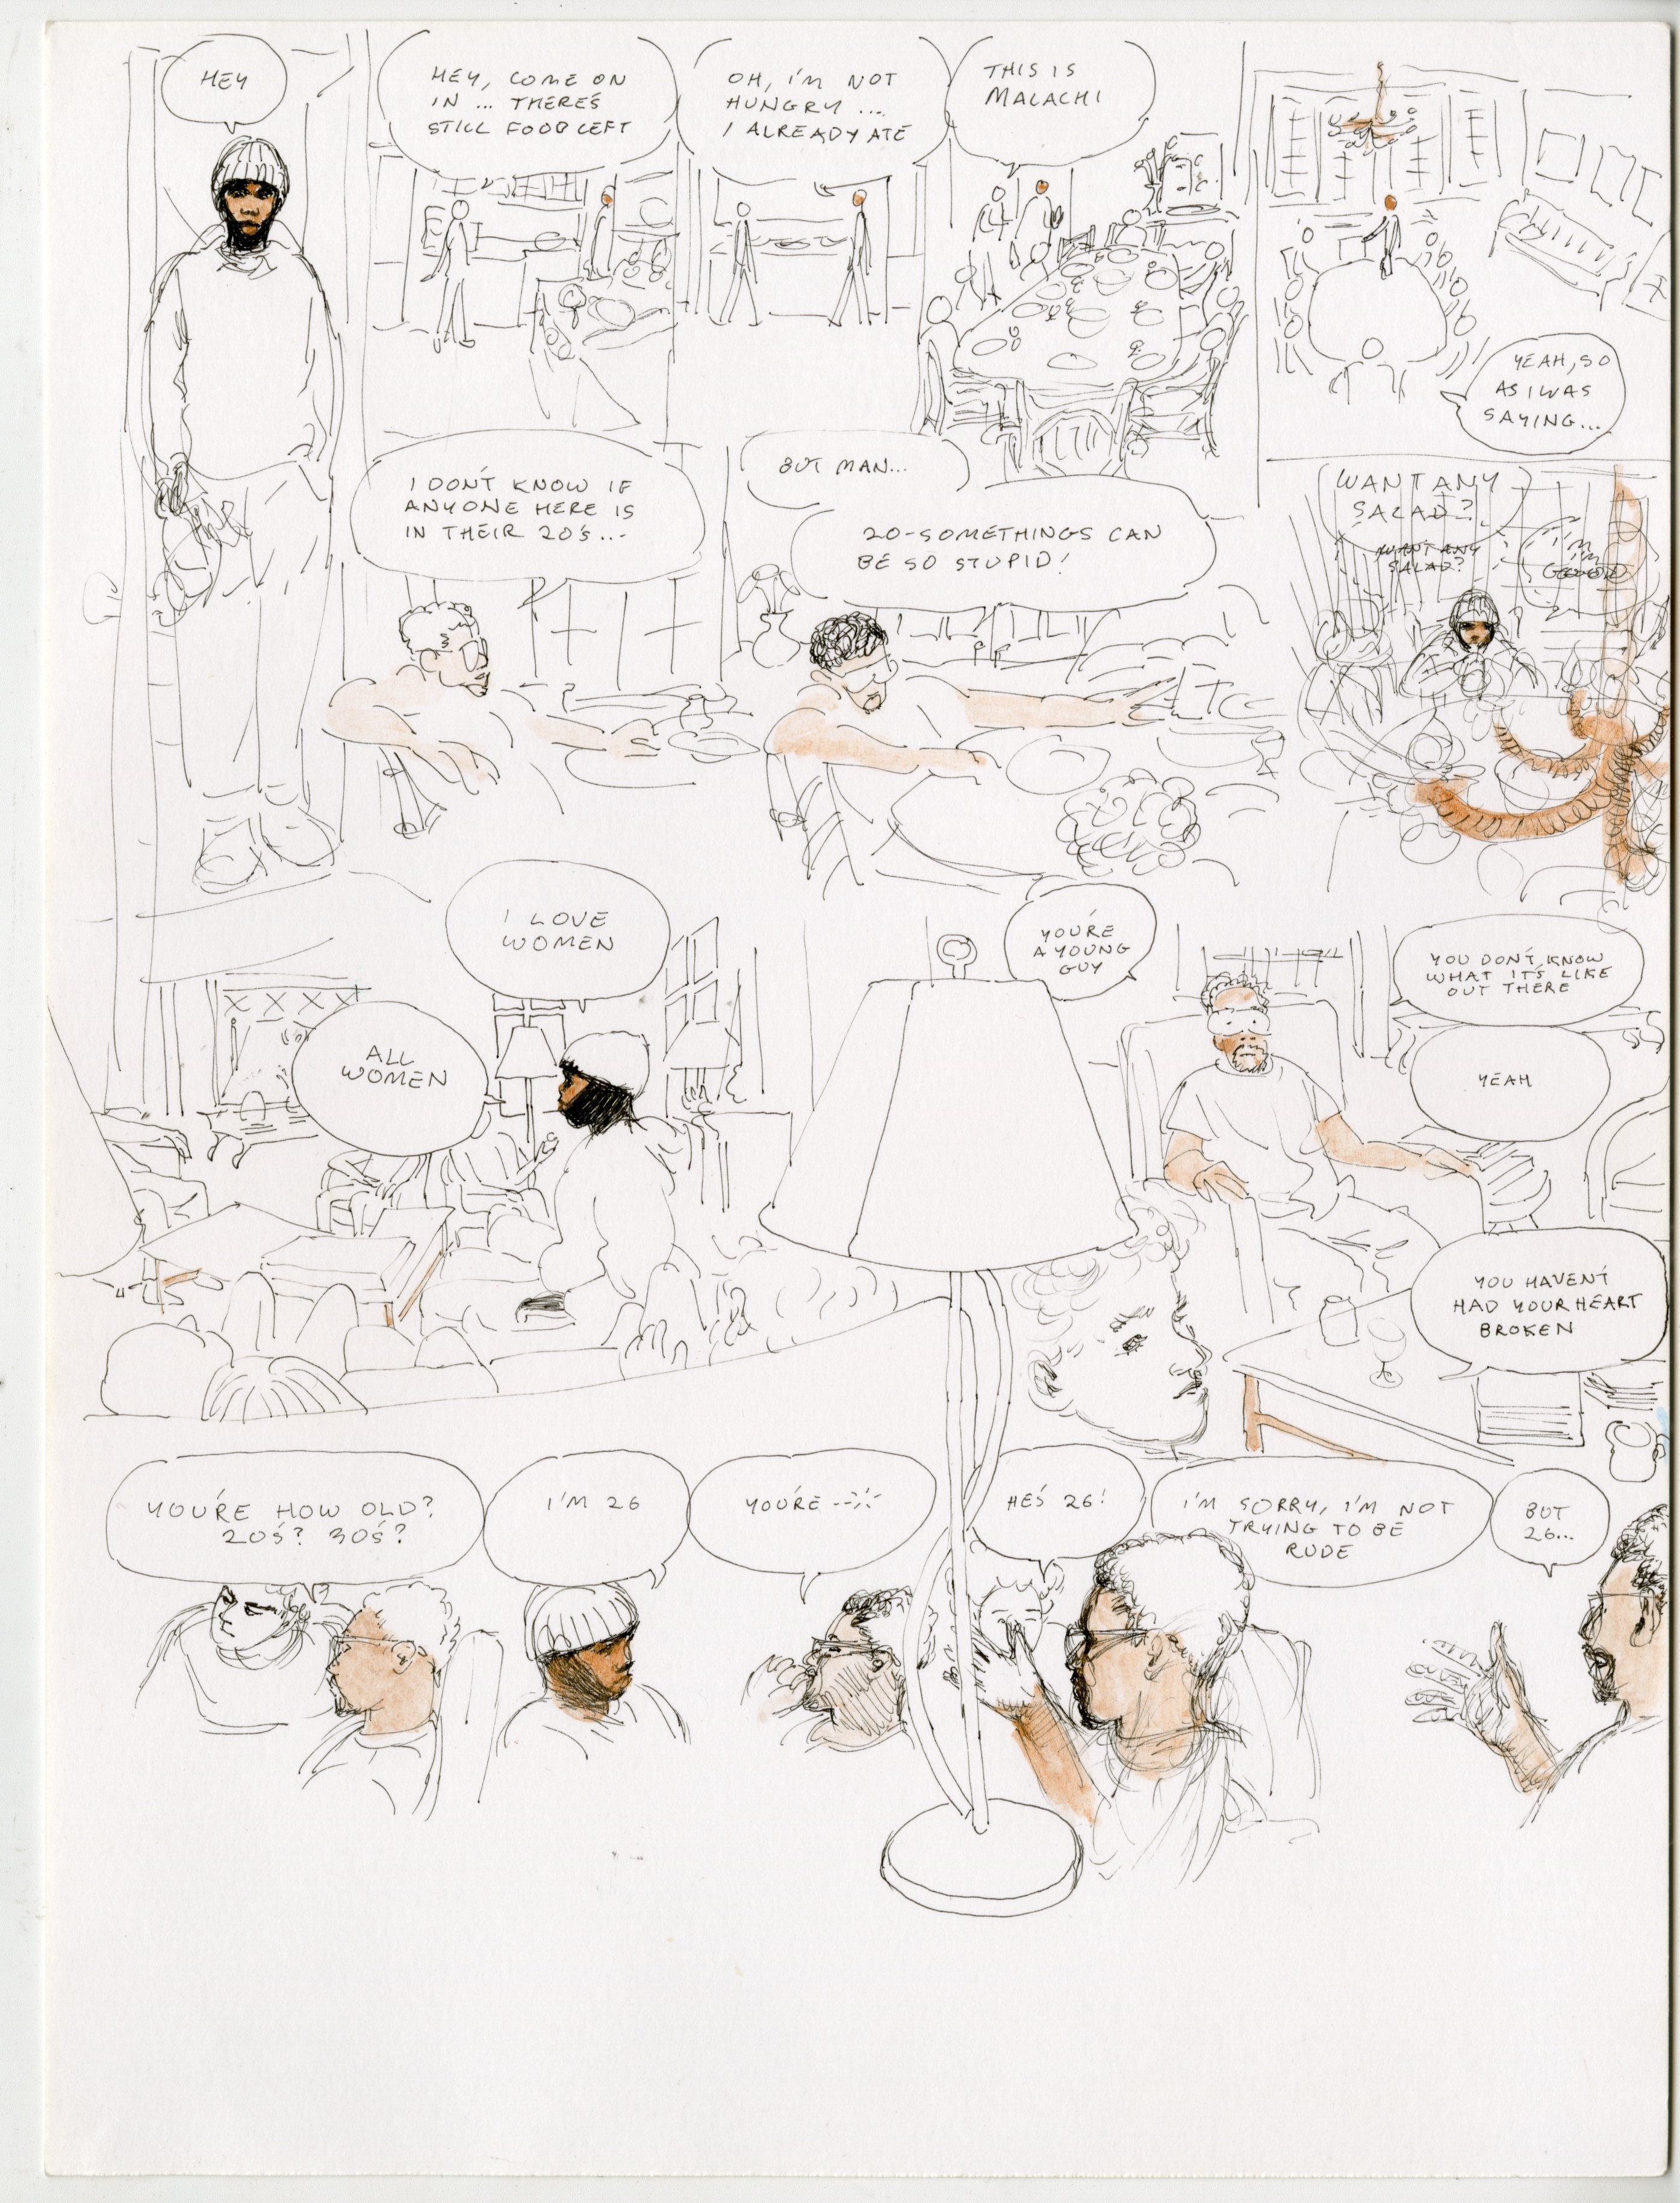 HEY
HEY, COME ON
IN ... THERE'S
STILL FOOD LEFT
OH, I'M NOT
HUNGRY ...
I ALREADY ATE
THIS IS
MALACHI
YEAH, SO
AS I WAS
SAYING...
I DON'T KNOW IF
ANYONE HERE IS
IN THEIR 20'S...
BUT MAN...
20-SOMETHINGS CAN
BE SO STUPID!
WANT ANY
SALAD?
WANT ANY
SALAD?
I'M
GOOD
I LOVE
WOMEN
ALL
WOMEN
YOU'RE
A YOUNG
GUY
YOU DON'T KNOW
WHAT IT'S LIKE
OUT THERE
YEAH
YOU HAVEN'T
HAD YOUR HEART
BROKEN
YOU'RE HOW OLD?
20'S? 30'S?
I'M 26
YOU'RE
HE'S 26!
I'M SORRY, I'M NOT
TRYING TO BE
RUDE
BUT
26...